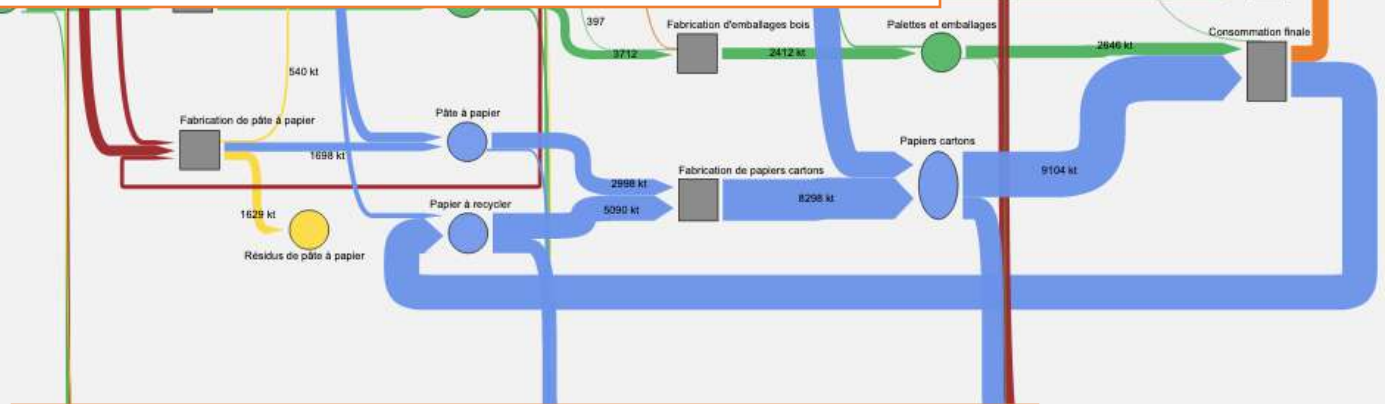 397
Fabrication d'emballages bois
Palettes et emballages
Consommation finale
3712
2412 kt
2646 kt
540 kt
Fabrication de pâte à papier
Pâte à papier
1698 kt
Papiers cartons
Fabrication de papiers cartons
9104 kt
2998 kt
8298 kt
5090 kt
Papier à recycler
1629 kt
Résidus de pâte à papier